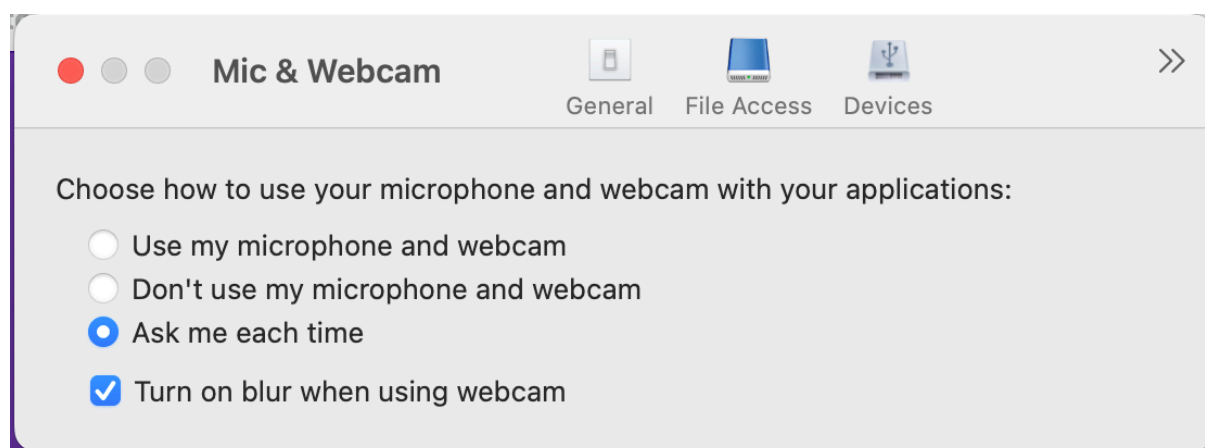 Mic & Webcam
General
File Access
Devices
Choose how to use your microphone and webcam with your applications:
Use my microphone and webcam
Don't use my microphone and webcam
Ask me each time
Turn on blur when using webcam